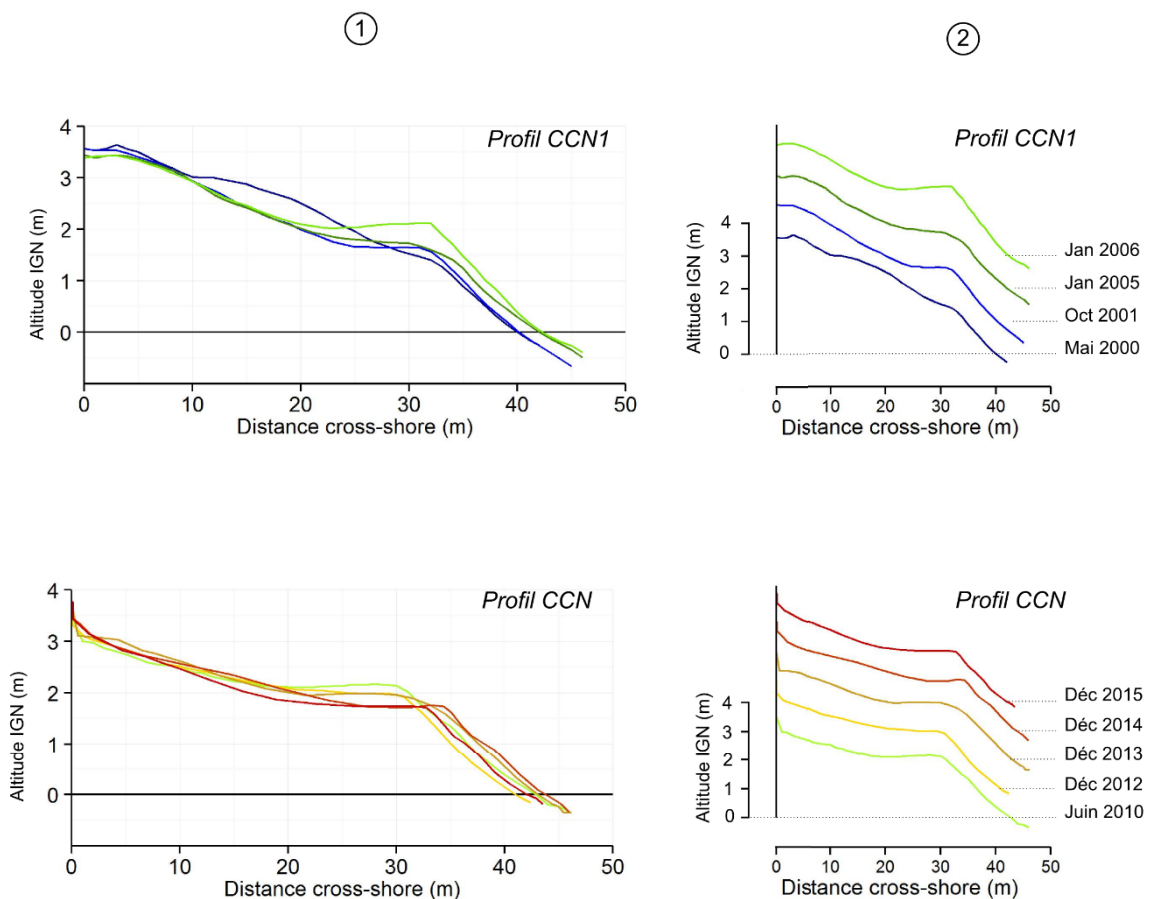 1
2
Profil CCN1
4
3
2
1
0
Altitude IGN (m)
0 10 20 30 40 50
Distance cross-shore (m)
Profil CCN1
4
3
2
1
0
Altitude IGN (m)
Jan 2006
Jan 2005
Oct 2001
Mai 2000
0 10 20 30 40 50
Distance cross-shore (m)
Profil CCN
4
3
2
1
0
Altitude IGN (m)
0 10 20 30 40 50
Distance cross-shore (m)
Profil CCN
4
3
2
1
0
Altitude IGN (m)
Déc 2015
Déc 2014
Déc 2013
Déc 2012
Juin 2010
0 10 20 30 40 50
Distance cross-shore (m)